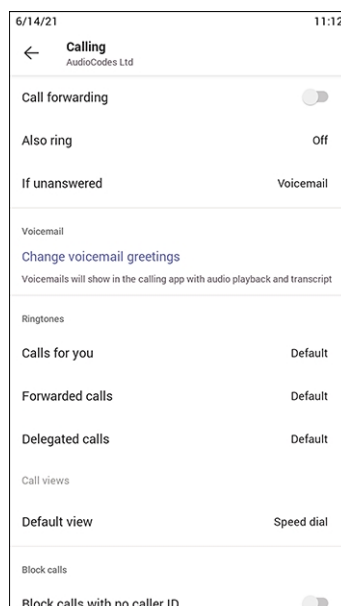 6/14/21 11:12
Calling
AudioCodes Ltd
Call forwarding
Also ring Off
If unanswered Voicemail
Voicemail
Change voicemail greetings
Voicemails will show in the calling app with audio playback and transcript
Ringtones
Calls for you Default
Forwarded calls Default
Delegated calls Default
Call views
Default view Speed dial
Block calls
Block calls with no caller ID